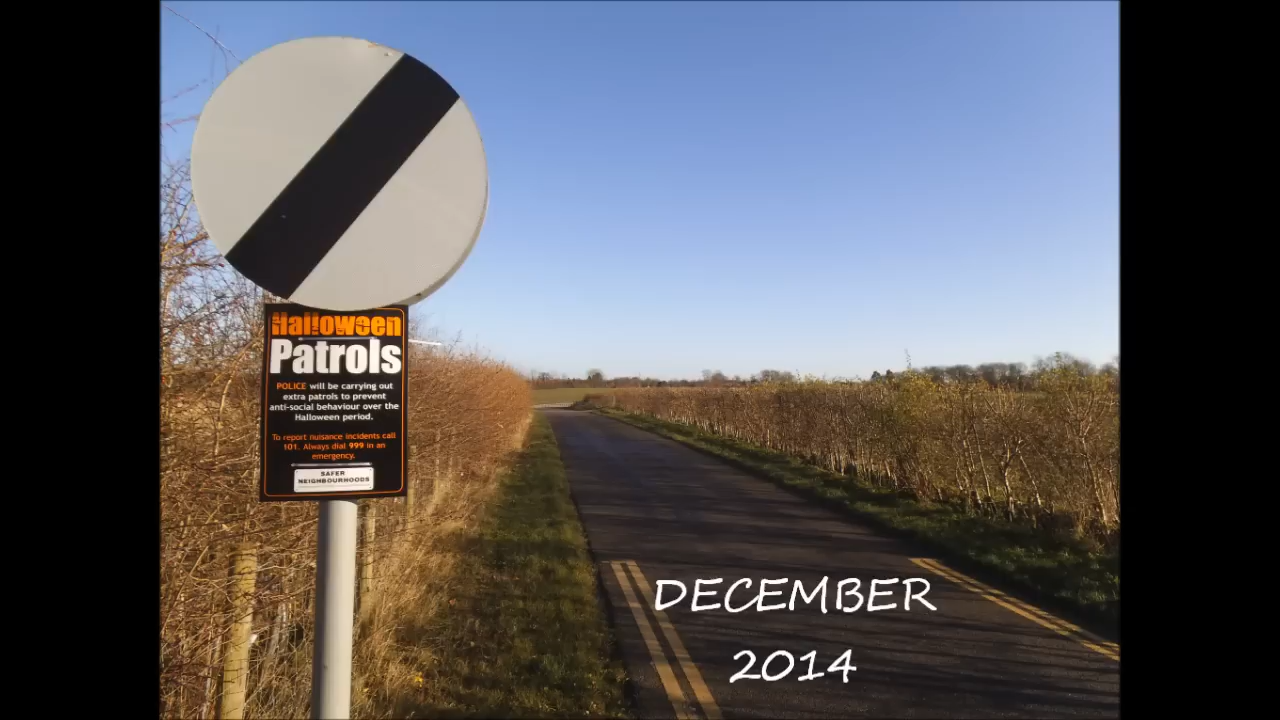 Halloween
Patrols
POLICE will be carrying out
extra patrols to prevent
anti-social behaviour over the
Halloween period.
To report nuisance incidents call
101. Always dial 999 in an
emergency.
SAFER
NEIGHBOURHOODS
DECEMBER
2014